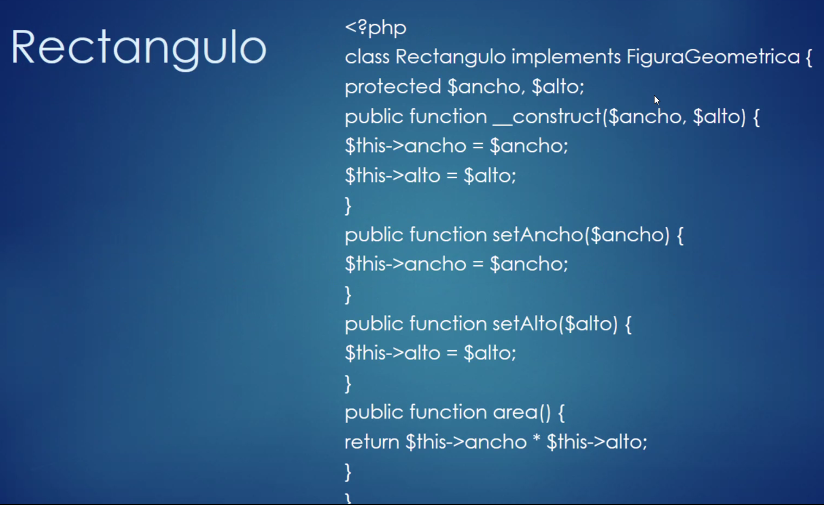 Rectangulo
<?php
class Rectangulo implements FiguraGeometrica {
protected $ancho, $alto;
public function __construct($ancho, $alto) {
$this->ancho = $ancho;
$this->alto = $alto;
}
public function setAncho($ancho) {
$this->ancho = $ancho;
}
public function setAlto($alto) {
$this->alto = $alto;
}
public function area() {
return $this->ancho * $this->alto;
}
}